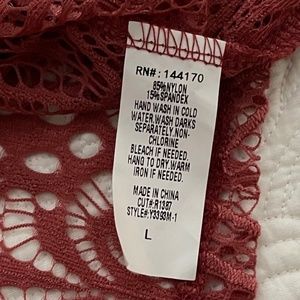 RN#: 144170
85%NYLON
15%SPANDEX
HAND WASH IN COLD
WATER WASH DARKS
SEPARATELY.NON-
CHLORINE
BLEACH IF NEEDED.
HANG TO DRY.WARM
IRON IF NEEDED.
MADE IN CHINA
CUT#:R1387
STYLE#:Y3393M-1
L